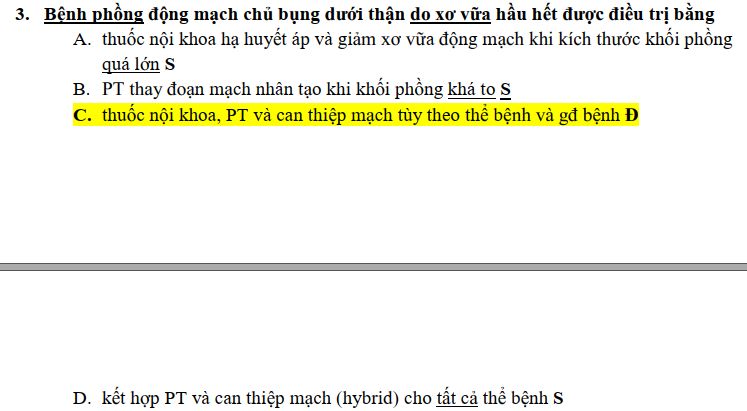 3. Bệnh phồng động mạch chủ bụng dưới thận do xơ vữa hầu hết được điều trị bằng
A. thuốc nội khoa hạ huyết áp và giảm xơ vữa động mạch khi kích thước khối phồng
quá lớn S
B. PT thay đoạn mạch nhân tạo khi khối phồng khá to S
C. thuốc nội khoa, PT và can thiệp mạch tùy theo thể bệnh và gđ bệnh Đ
D. kết hợp PT và can thiệp mạch (hybrid) cho tất cả thể bệnh S